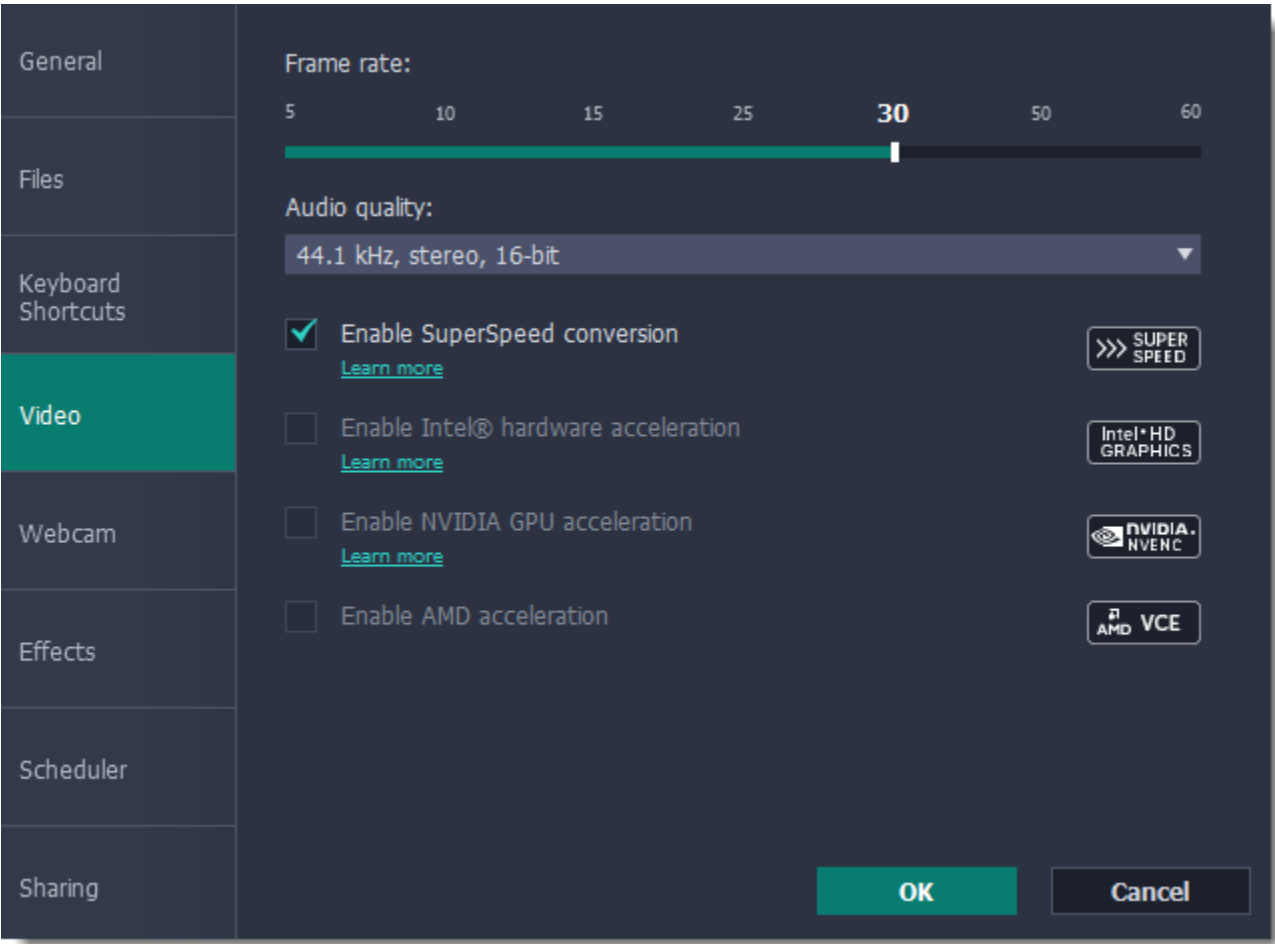 General
Files
Keyboard
Shortcuts
Video
Webcam
Effects
Scheduler
Sharing
Frame rate:
5 10 15 25 30 50 60
Audio quality:
44.1 kHz, stereo, 16-bit
Enable SuperSpeed conversion
Learn more
SUPER
SPEED
Enable Intel® hardware acceleration
Learn more
Intel® HD
GRAPHICS
Enable NVIDIA GPU acceleration
Learn more
NVIDIA.
NVENC
Enable AMD acceleration
AMD VCE
OK Cancel